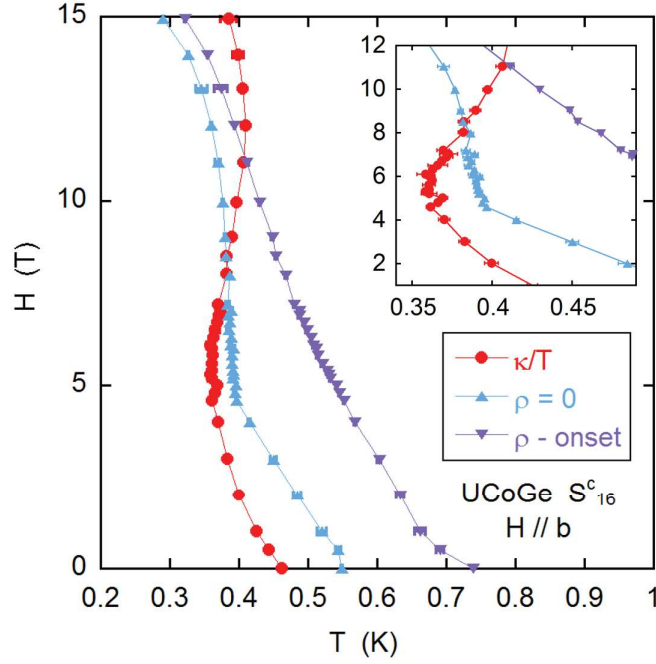 15
10
5
0
H (T)
0.2 0.3 0.4 0.5 0.6 0.7 0.8 0.9 1
T (K)
12
10
8
6
4
2
0.35 0.4 0.45
κ/T
ρ = 0
ρ - onset
UCoGe S^c_16
H // b